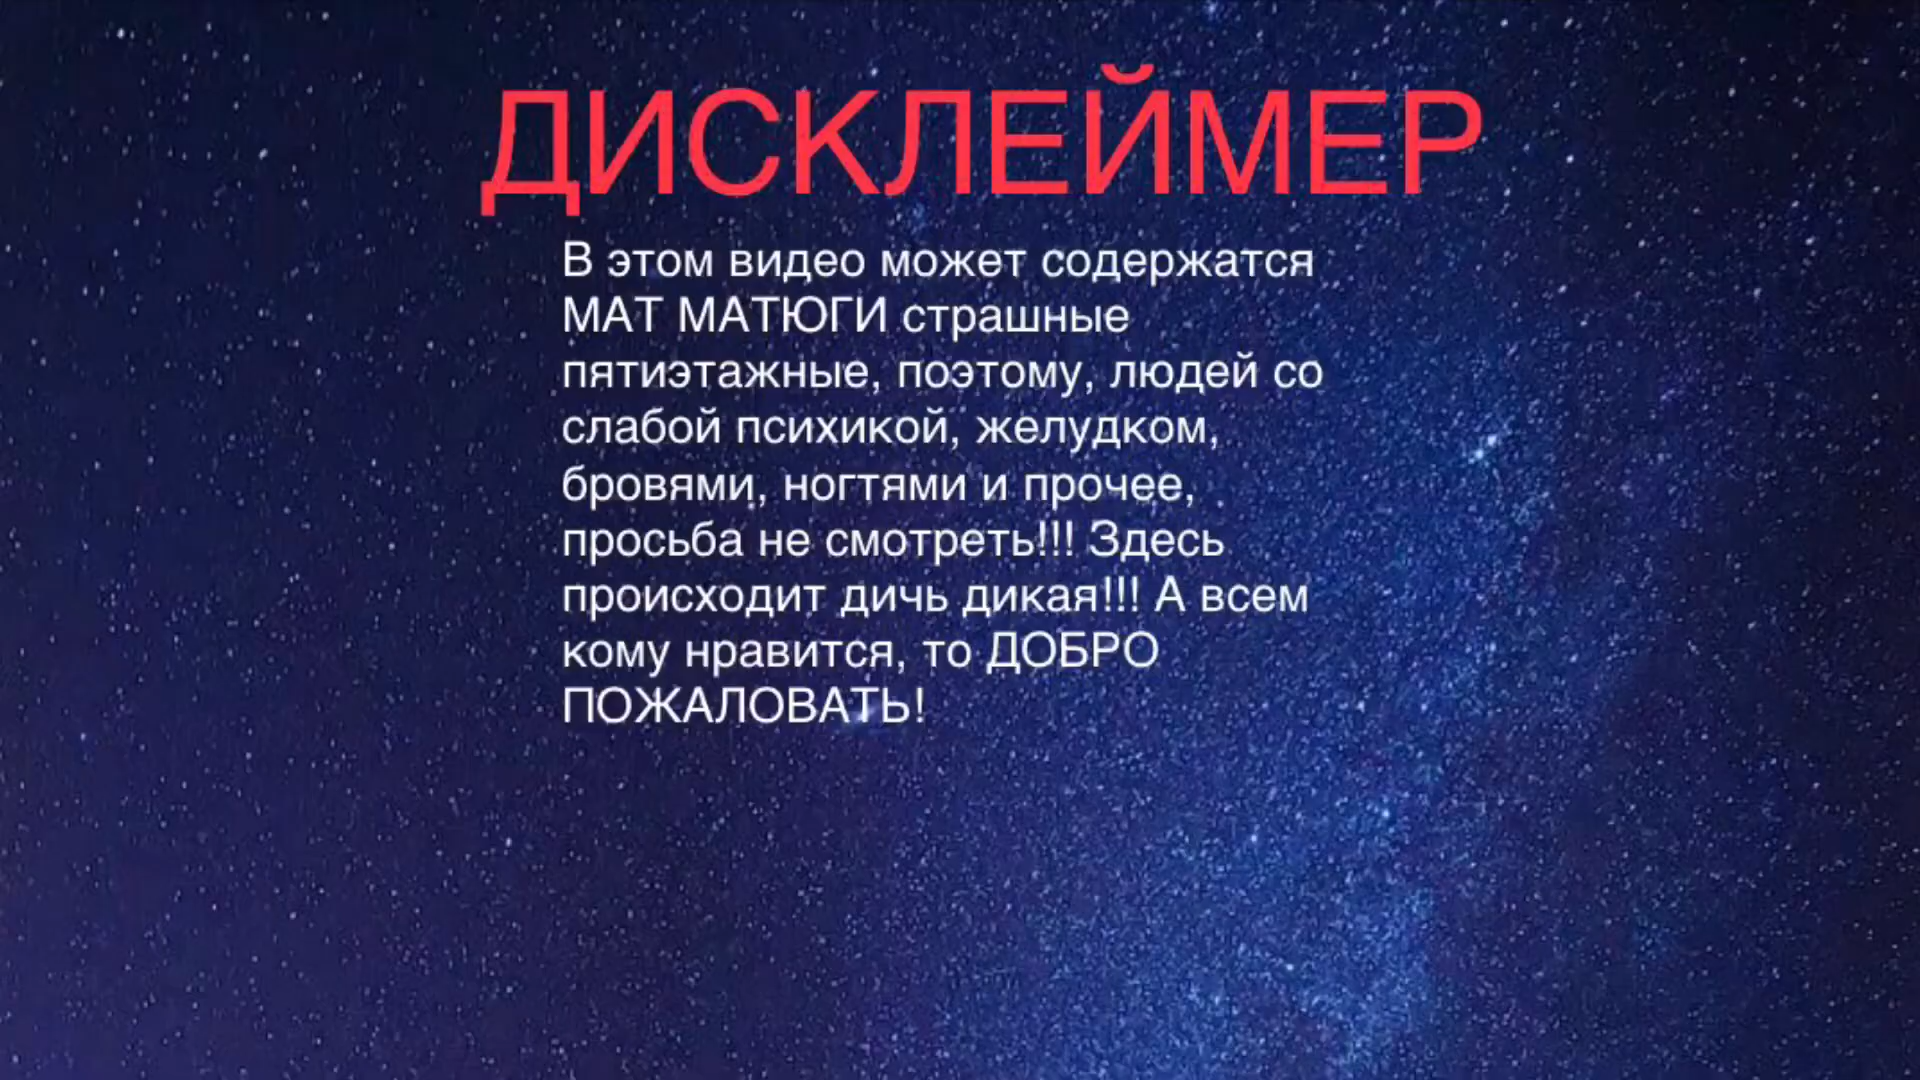 ДИСКЛЕЙМЕР
В этом видео может содержатся
МАТ МАТЮГИ страшные
пятиэтажные, поэтому, людей со
слабой психикой, желудком,
бровями, ногтями и прочее,
просьба не смотреть!!! Здесь
происходит дичь дикая!!! А всем
кому нравится, то ДОБРО
ПОЖАЛОВАТЬ!